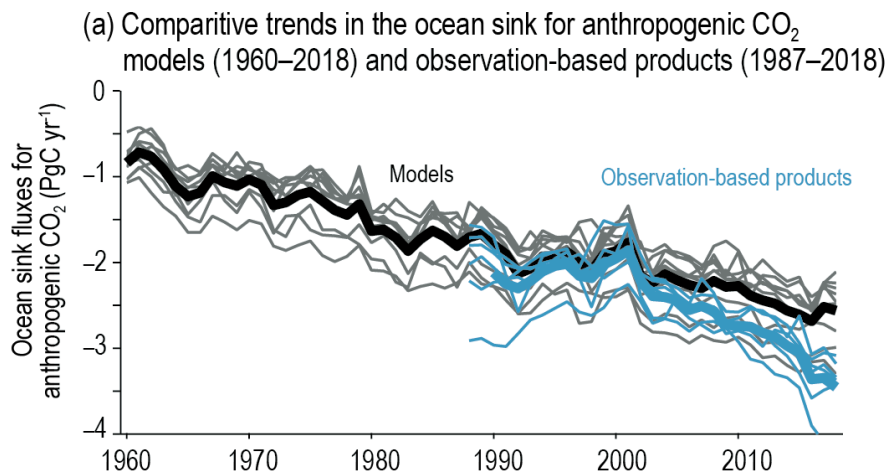 (a) Comparitive trends in the ocean sink for anthropogenic CO₂
models (1960–2018) and observation-based products (1987–2018)
Ocean sink fluxes for
anthropogenic CO₂ (PgC yr⁻¹)
0
–1
–2
–3
–4
Models
Observation-based products
1960
1970
1980
1990
2000
2010